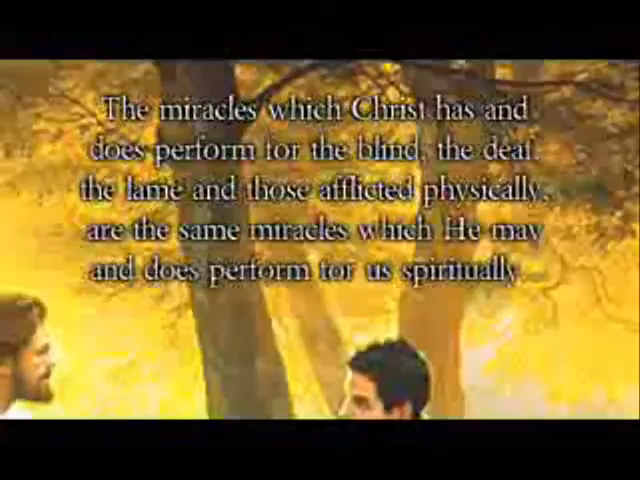 The miracles which Christ has and
does perform for the blind, the deaf,
the lame and those afflicted physically,
are the same miracles which He may
and does perform for us spiritually...